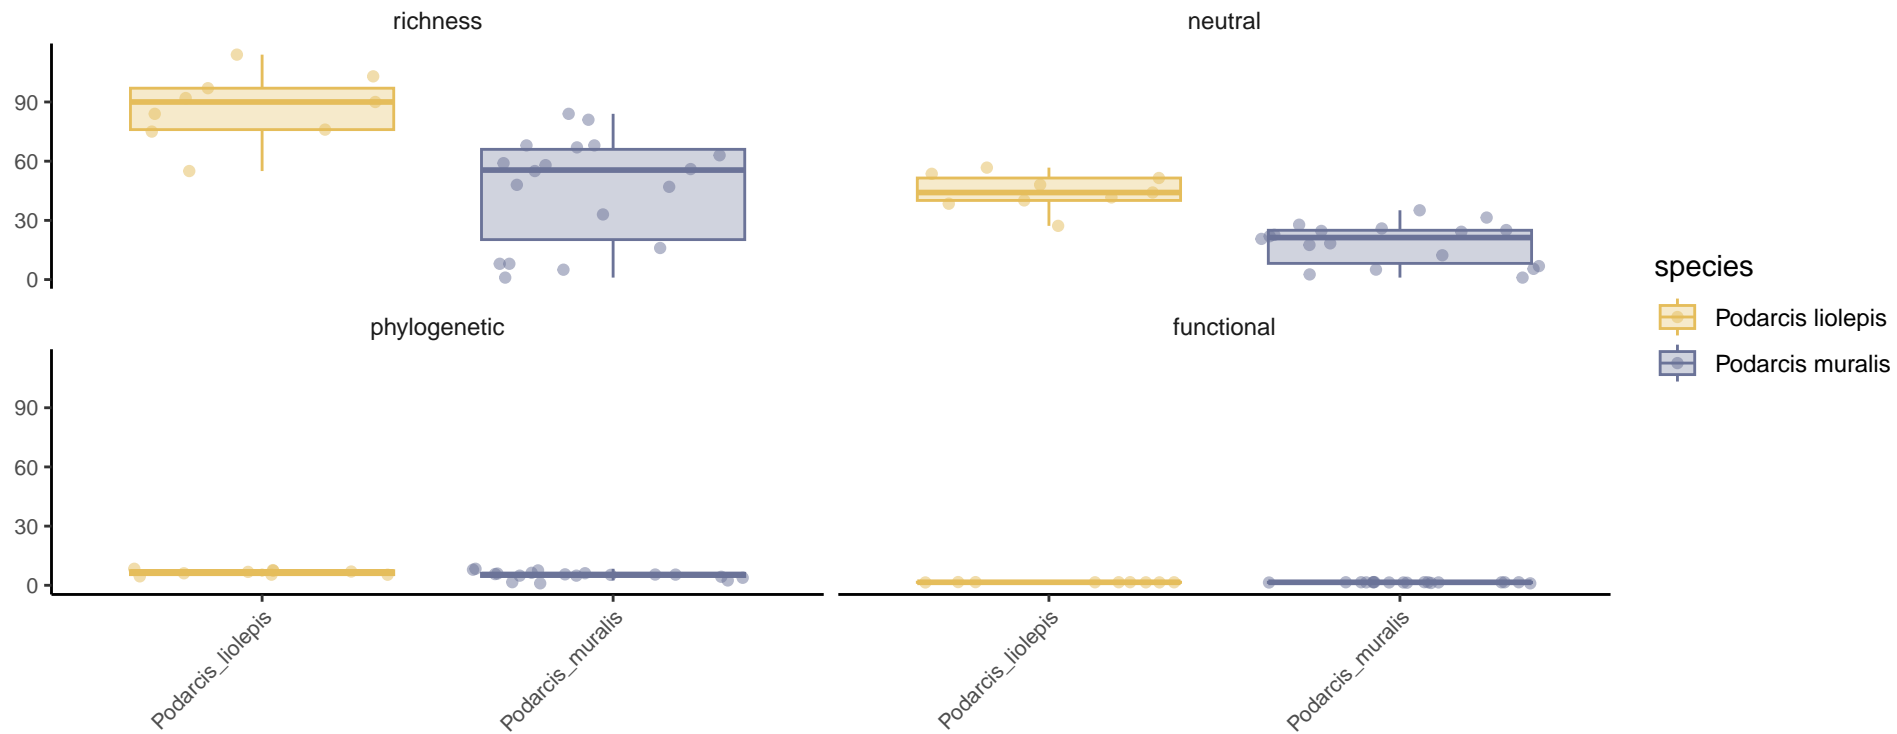 richness
neutral
90
60
30
0
phylogenetic
functional
90
60
30
0
Podarcis_liolepis
Podarcis_muralis
Podarcis_liolepis
Podarcis_muralis
species
Podarcis liolepis
Podarcis muralis